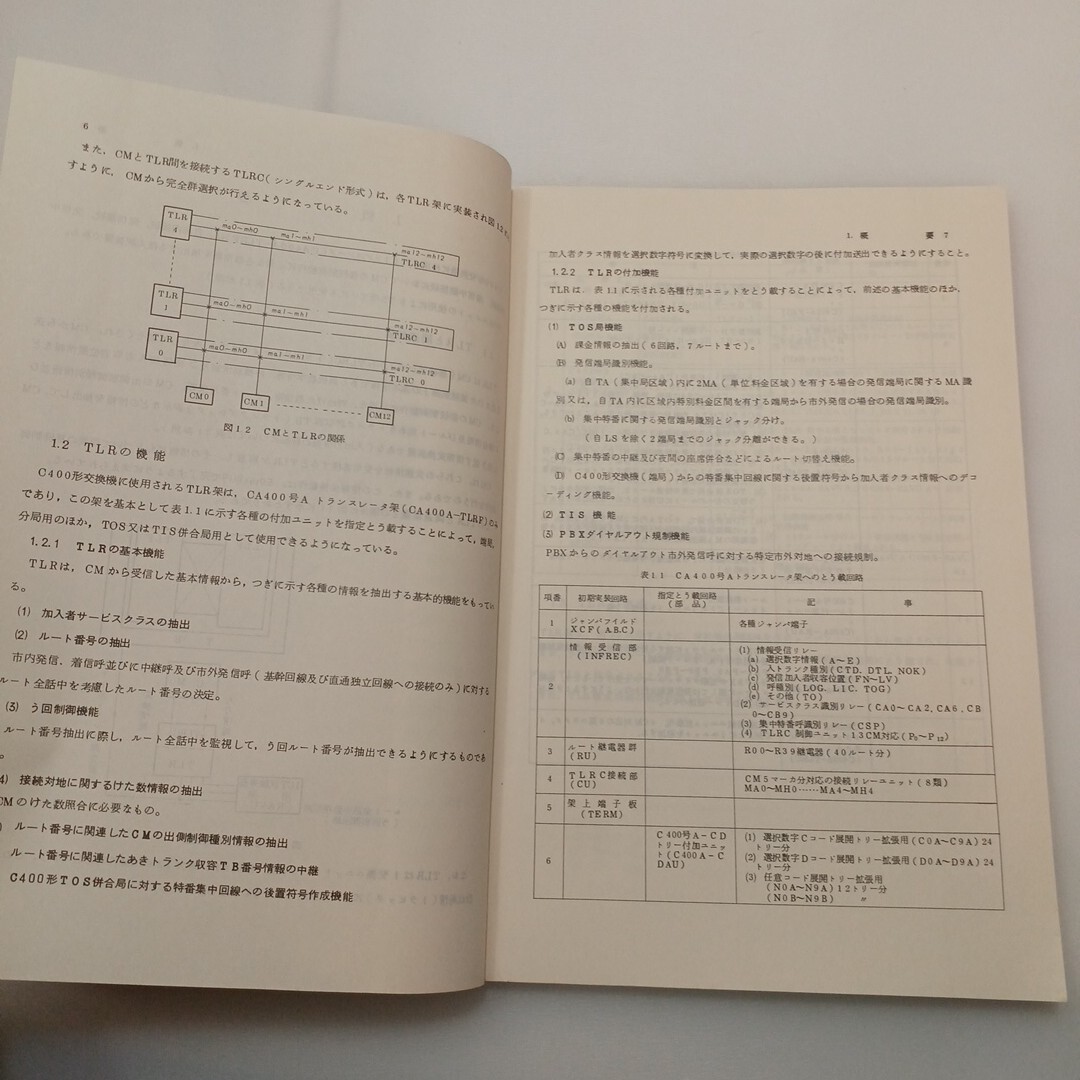 6
また，CMとTLR間を接続するTLRC(シングルエンド形式)は，各TLR架に実装され図1.2
すように，CMから完全群選択が行えるようになっている。
TLR
4
ma0−mh0
ma1−mh1
ma12−mh12
TLRC 4
TLR
1
ma0−mh0
ma1−mh1
ma12−mh12
TLRC 1
TLR
0
ma0−mh0
ma1−mh1
ma12−mh12
TLRC 0
CM0
CM1
CM12
図1.2 CMとTLRの関係
1.2 TLRの機能
C400形交換機に使用されるTLR架は，CA400号Aトランスレータ架(CA400A−TLRF)のみ
であり，この架を基本として表1.1に示す各種の付加ユニットを指定とう載することによって，端局，
分局用のほか，TOS又はTIS併合局用として使用できるようになっている。
1.2.1 TLRの基本機能
TLRは，CMから受信した基本情報から，つぎに示す各種の情報を抽出する基本的機能をもってい
る。
(1) 加入者サービスクラスの抽出
(2) ルート番号の抽出
市内発信，着信呼並びに中継呼及び市外発信呼(基幹回線及び直通独立回線への接続のみ)に対する
ルート全話中を考慮したルート番号の決定。
(3) う回制御機能
ルート番号抽出に際し，ルート全話中を監視して，う回ルート番号が抽出できるようにするものであ
。
4) 接続対地に関するけた数情報の抽出
CMのけた数照合に必要なもの。
) ルート番号に関連したCMの出側制御種別情報の抽出
ルート番号に関連したあきトランク収容TB番号情報の中継
C400形TOS併合局に対する特番集中回線への後置符号作成機能
1. 概　　要 7
加入者クラス情報を選択数字符号に変換して，実際の選択数字の後に付加送出できるようにすること。
1.2.2 TLRの付加機能
TLRは，表1.1に示される各種付加ユニットをとう載することによって，前述の基本機能のほか，
つぎに示す各種の機能を付加される。
(1) TOS局機能
(A) 課金情報の抽出(6回路，7ルートまで)。
(B) 発信端局識別機能。
(a) 自TA(集中局区域)内に2MA(単位料金区域)を有する場合の発信端局に関するMA識
別又は，自TA内に区域内特別料金区間を有する端局から市外発信の場合の発信端局識別。
(b) 集中特番に関する発信端局識別とジャック分け。
(自LSを除く2端局までのジャック分離ができる。)
(C) 集中特番の中継及び夜間の座席併合などによるルート切替え機能。
(D) C400形交換機(端局)からの特番集中回線に関する後置符号から加入者クラス情報へのデコ
ーディング機能。
(2) TIS機能
(3) PBXダイヤルアウト規制機能
PBXからのダイヤルアウト市外発信呼に対する特定市外対地への接続規制。
表1.1 CA400号Aトランスレータ架へのとう載回路
項番 初期実装回路 指定とう載回路(部品) 記　　事
1 ジャンパフイルド XCF(A.B.C) 各種ジャンパ端子
2 情報受信部(INFREC)
(1) 情報受信リレー
(a) 選択数字情報(A〜E)
(b) 入トランク種別(CTD, DTL, NOK)
(c) 発信加入者収容位置(FN〜LV)
(d) 呼種別(LOG, LIC, TOG)
(e) その他(TO)
(2) サービスクラス識別リレー(CA0〜CA2, CA6, CB
0〜CB9)
(3) 集中特番呼識別リレー(CSP)
(4) TLRC制御ユニット13CM対応(P0〜P12)
3 ルート継電器群(RU) R00〜R39継電器(40ルート分)
4 TLRC接続部(CU) CM5マーカ分対応の接続リレーユニット(8類)
MA0〜MH0……MA4〜MH4
5 架上端子板(TERM)
6 C400号A−CDトリー付加ユニット(C400A−CDAU)
(1) 選択数字Cコード展開トリー拡張用(C0A〜C9A)24
トリー分
(2) 選択数字Dコード展開トリー拡張用(D0A〜D9A)24
トリー分
(3) 任意コード展開トリー拡張用
(N0A〜N9A)12トリー分
(N0B〜N9B) 〃